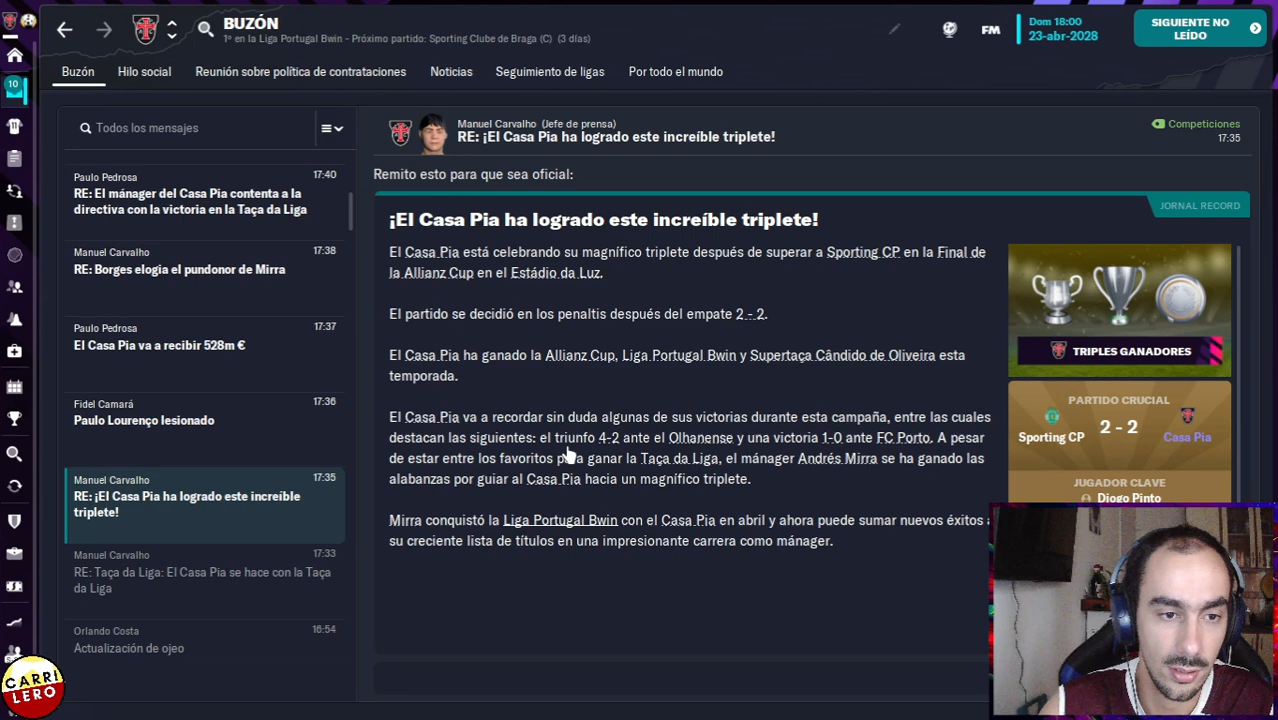 BUZÓN
1º en la Liga Portugal Bwin - Próximo partido: Sporting Clube de Braga (C) (3 días)
FM
Dom 18:00
23-abr-2028
SIGUIENTE NO LEÍDO
10
Buzón
Hilo social
Reunión sobre política de contrataciones
Noticias
Seguimiento de ligas
Por todo el mundo
Todos los mensajes
Paulo Pedrosa 17:40
RE: El mánager del Casa Pia contenta a la
directiva con la victoria en la Taça da Liga
Manuel Carvalho 17:38
RE: Borges elogia el pundonor de Mirra
Paulo Pedrosa 17:37
El Casa Pia va a recibir 528m €
Fidel Camará 17:36
Paulo Lourenço lesionado
Manuel Carvalho 17:35
RE: ¡El Casa Pia ha logrado este increíble
triplete!
Manuel Carvalho 17:33
RE: Taça da Liga: El Casa Pia se hace con la Taça
da Liga
Orlando Costa 16:54
Actualización de ojeo
Manuel Carvalho (Jefe de prensa)
RE: ¡El Casa Pia ha logrado este increíble triplete!
Competiciones
17:35
Remito esto para que sea oficial:
JORNAL RECORD
¡El Casa Pia ha logrado este increíble triplete!
El Casa Pia está celebrando su magnífico triplete después de superar a Sporting CP en la Final de
la Allianz Cup en el Estádio da Luz.
El partido se decidió en los penaltis después del empate 2 - 2.
El Casa Pia ha ganado la Allianz Cup, Liga Portugal Bwin y Supertaça Cândido de Oliveira esta
temporada.
El Casa Pia va a recordar sin duda algunas de sus victorias durante esta campaña, entre las cuales
destacan las siguientes: el triunfo 4-2 ante el Olhanense y una victoria 1-0 ante FC Porto. A pesar
de estar entre los favoritos para ganar la Taça da Liga, el mánager Andrés Mirra se ha ganado las
alabanzas por guiar al Casa Pia hacia un magnífico triplete.
Mirra conquistó la Liga Portugal Bwin con el Casa Pia en abril y ahora puede sumar nuevos éxitos a
su creciente lista de títulos en una impresionante carrera como mánager.
TRIPLES GANADORES
PARTIDO CRUCIAL
Sporting CP 2 - 2 Casa Pia
JUGADOR CLAVE
Diogo Pinto
CARRI
LERO